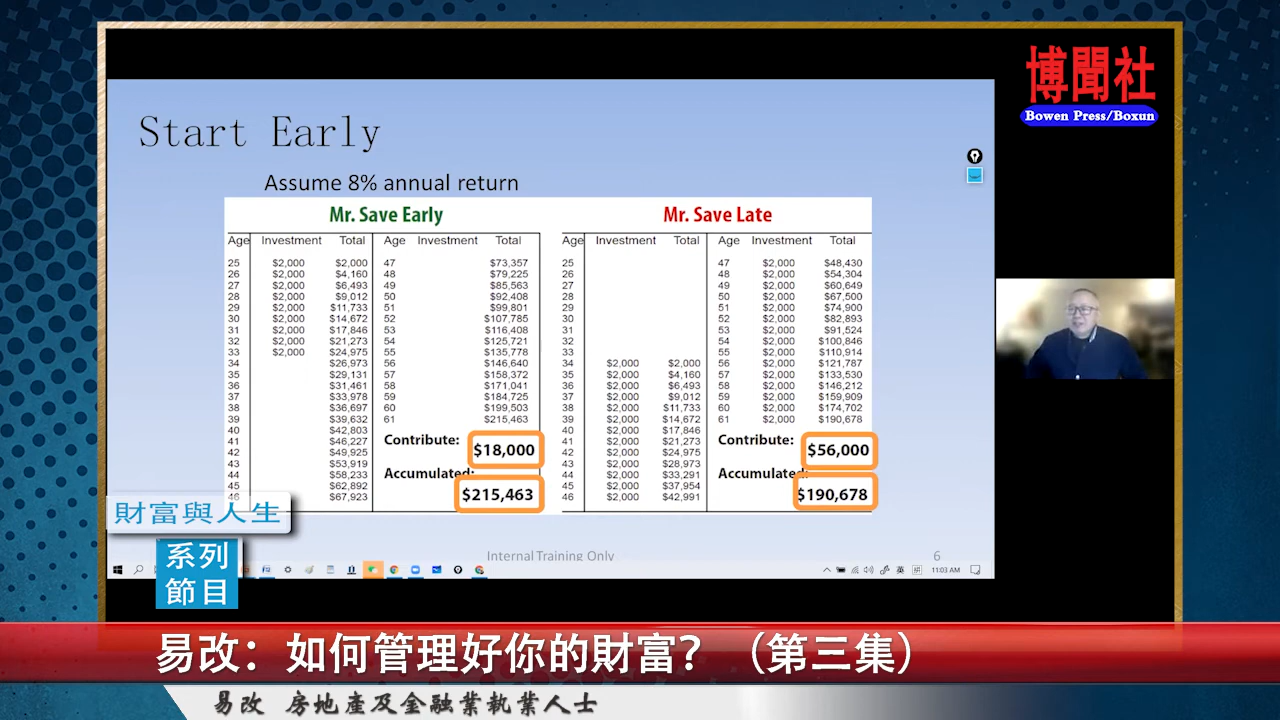 博聞社
Bowen Press/Boxun
Start Early
Assume 8% annual return
Mr. Save Early
Age Investment Total Age Investment Total
25 $2,000 $2,000 47 $73,357
26 $2,000 $4,160 48 $79,225
27 $2,000 $6,493 49 $85,563
28 $2,000 $9,012 50 $92,408
29 $2,000 $11,733 51 $99,801
30 $2,000 $14,672 52 $107,785
31 $2,000 $17,846 53 $116,408
32 $2,000 $21,273 54 $125,721
33 $2,000 $24,975 55 $135,778
34 $26,973 56 $146,640
35 $29,131 57 $158,372
36 $31,461 58 $171,041
37 $33,978 59 $184,725
38 $36,697 60 $199,503
39 $39,632 61 $215,463
40 $42,803
41 $46,227
42 $49,925
43 $53,919
44 $58,233
45 $62,892
46 $67,923
Contribute: $18,000
Accumulated: $215,463
Mr. Save Late
Age Investment Total Age Investment Total
25 47 $2,000 $48,430
26 48 $2,000 $54,304
27 49 $2,000 $60,649
28 50 $2,000 $67,500
29 51 $2,000 $74,900
30 52 $2,000 $82,893
31 53 $2,000 $91,524
32 54 $2,000 $100,846
33 55 $2,000 $110,914
34 $2,000 $2,000 56 $2,000 $121,787
35 $2,000 $4,160 57 $2,000 $133,530
36 $2,000 $6,493 58 $2,000 $146,212
37 $2,000 $9,012 59 $2,000 $159,909
38 $2,000 $11,733 60 $2,000 $174,702
39 $2,000 $14,672 61 $2,000 $190,678
40 $2,000 $17,846
41 $2,000 $21,273
42 $2,000 $24,975
43 $2,000 $28,973
44 $2,000 $33,291
45 $2,000 $37,954
46 $2,000 $42,991
Contribute: $56,000
Accumulated: $190,678
Internal Training Only
6
英
拼
11:03 AM
財富與人生
系列
節目
易改：如何管理好你的財富？（第三集）
易改 房地產及金融業執業人士